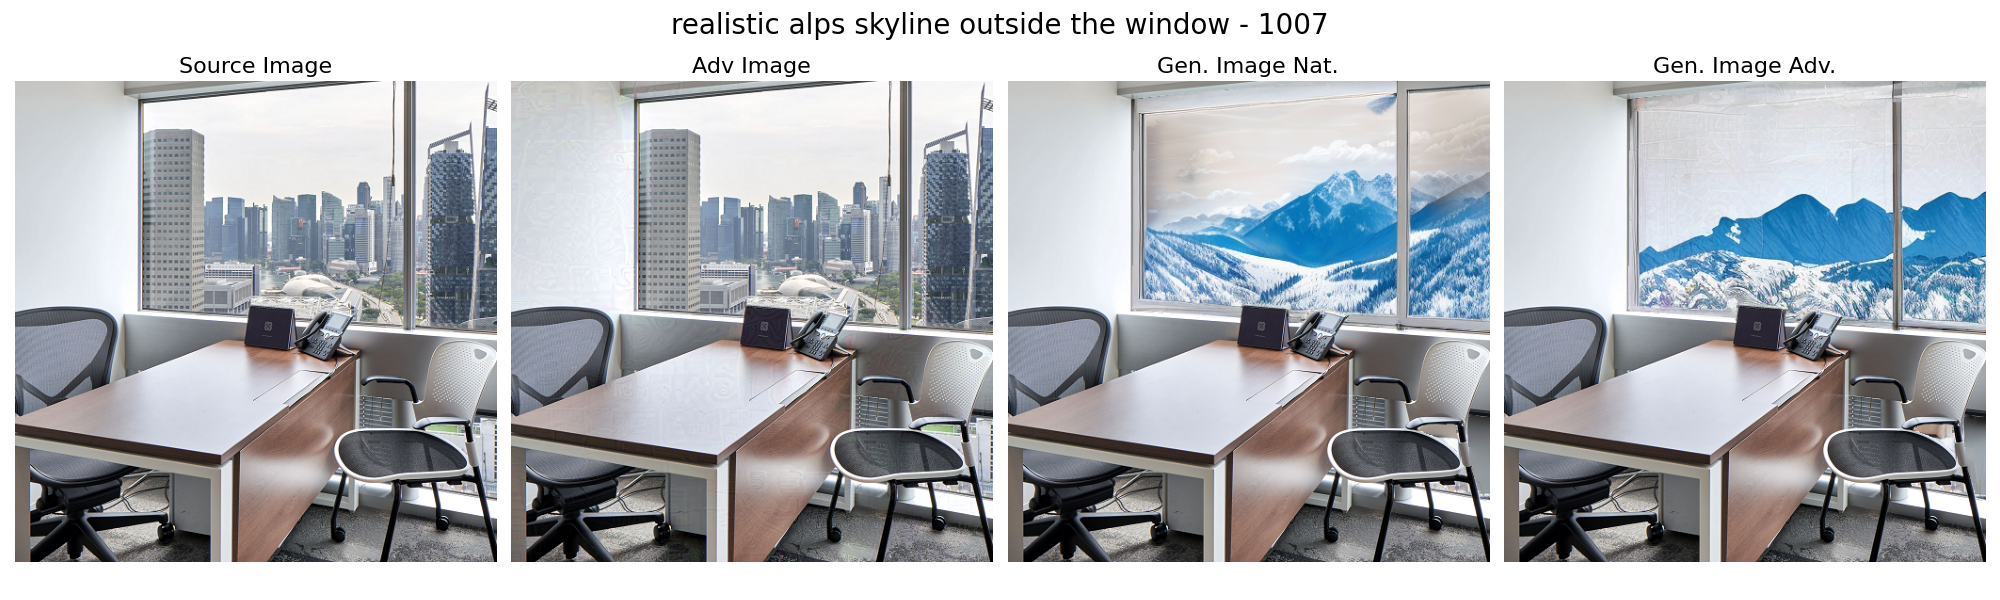 realistic alps skyline outside the window - 1007
Source Image
Adv Image
Gen. Image Nat.
Gen. Image Adv.